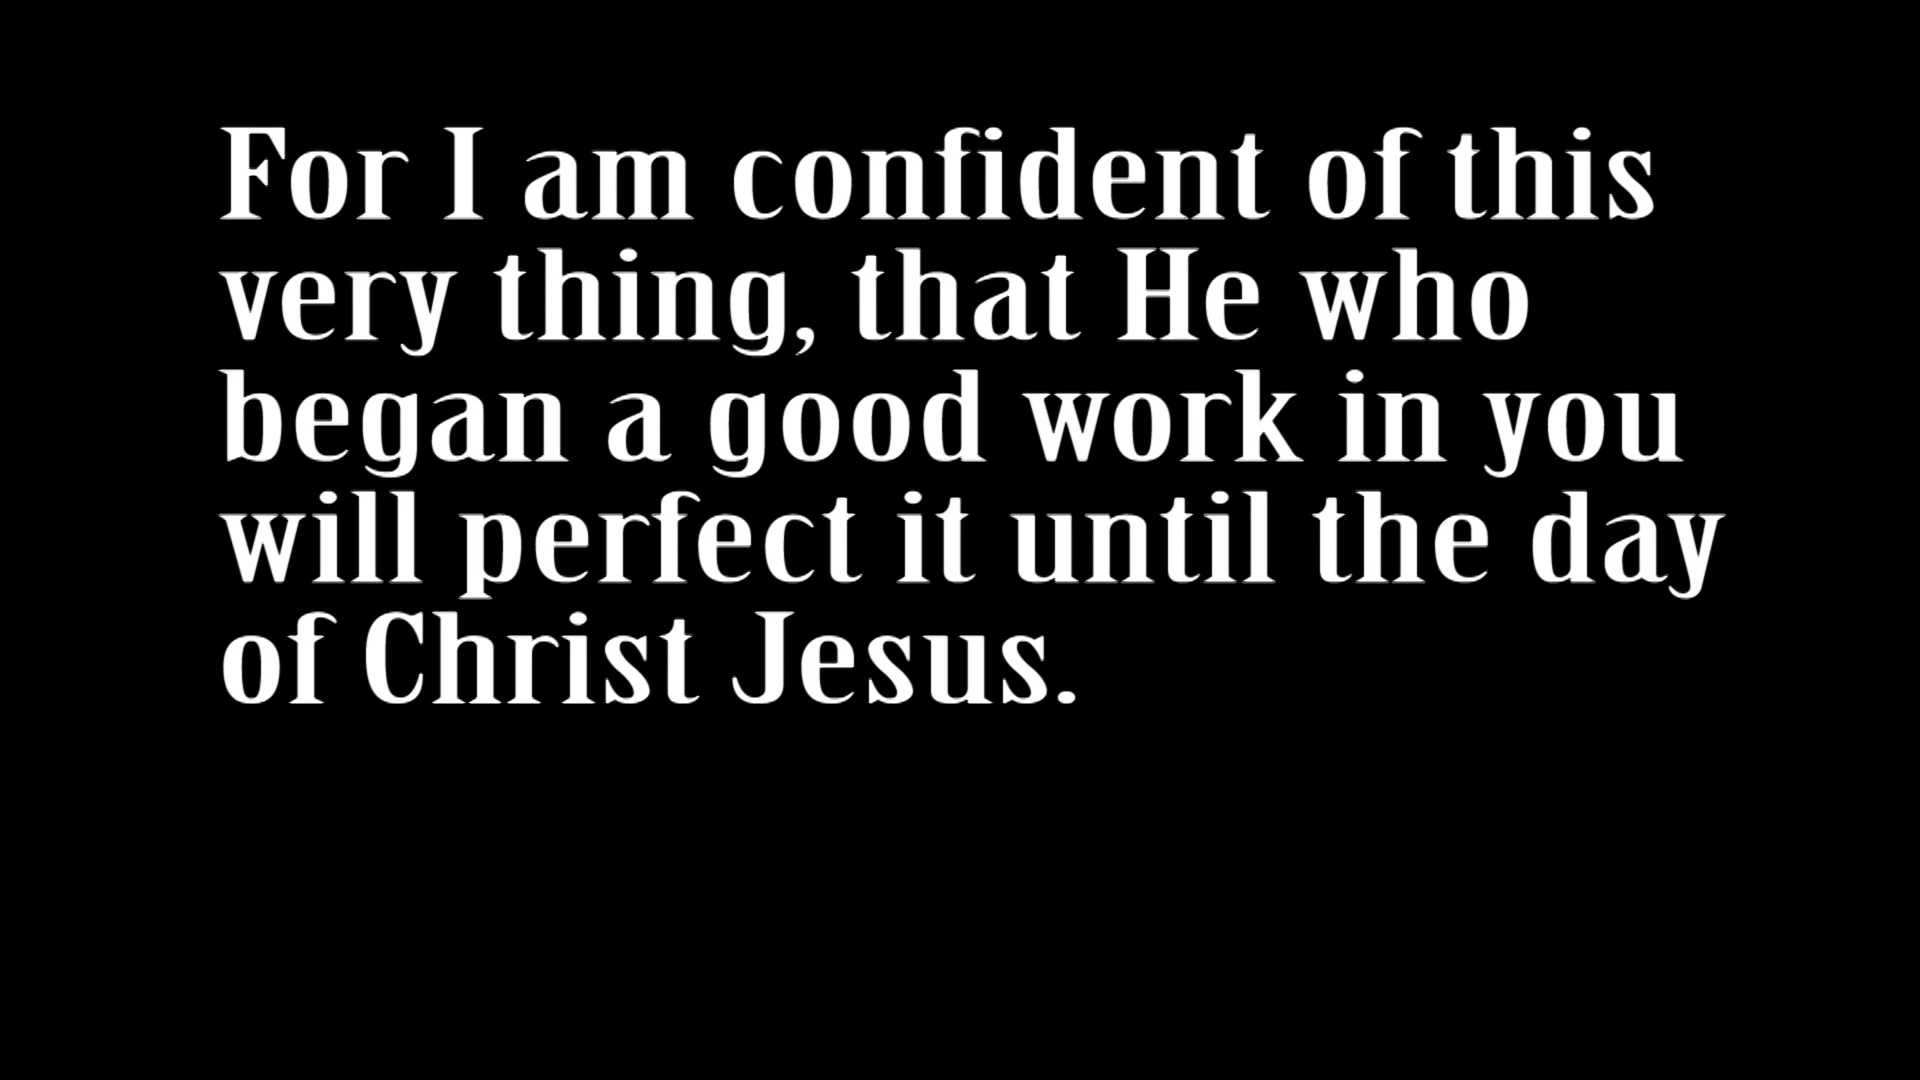 For I am confident of this
very thing, that He who
began a good work in you
will perfect it until the day
of Christ Jesus.